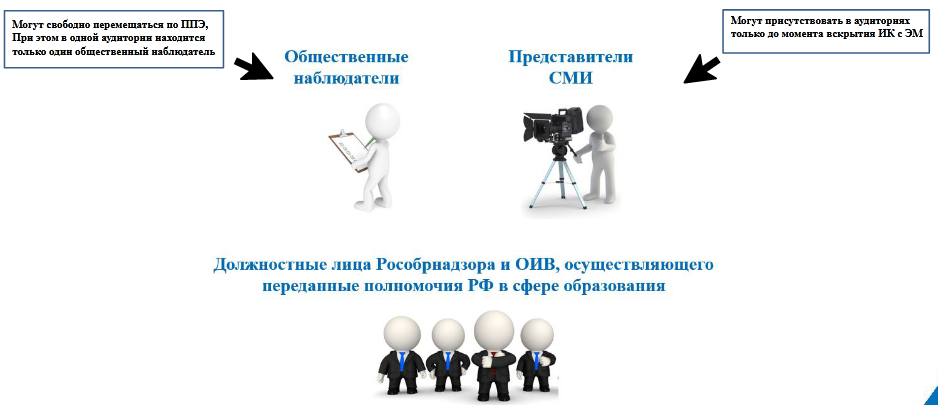 Могут свободно перемещаться по ППЭ,
При этом в одной аудитории находится
только один общественный наблюдатель
Могут присутствовать в аудиториях
только до момента вскрытия ИК с ЭМ
Общественные
наблюдатели
Представители
СМИ
Должностные лица Рособрнадзора и ОИВ, осуществляющего
переданные полномочия РФ в сфере образования